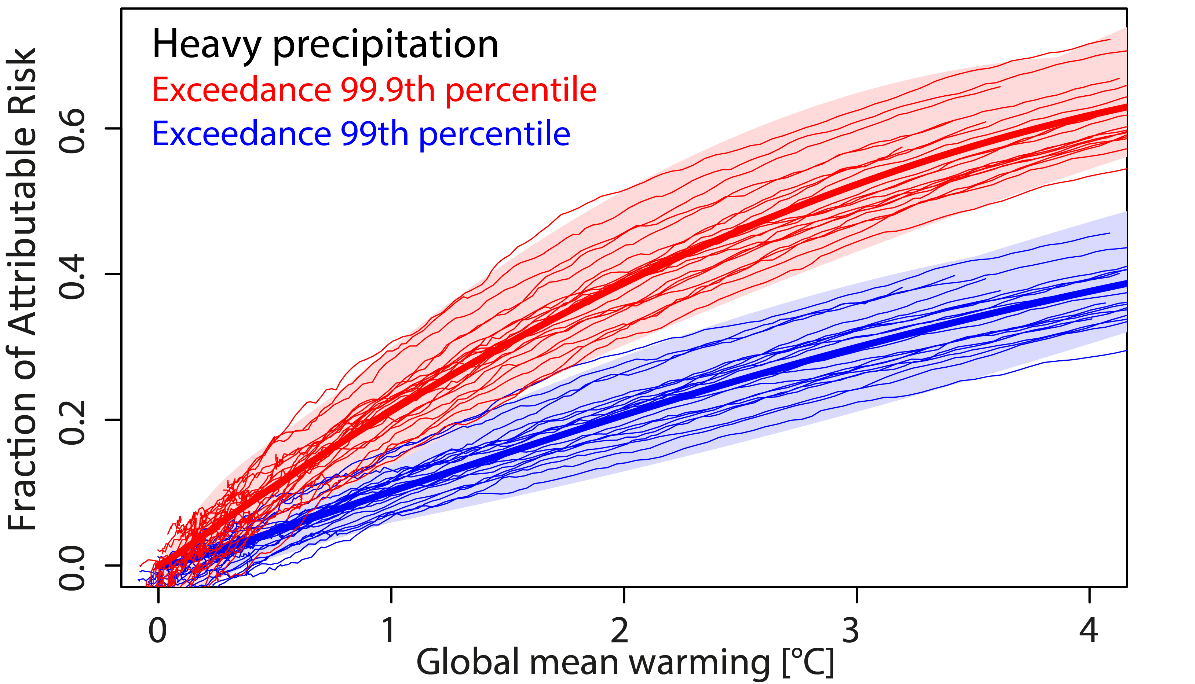 Heavy precipitation
Exceedance 99.9th percentile
Exceedance 99th percentile
Fraction of Attributable Risk
0.6
0.4
0.2
0.0
0 1 2 3 4
Global mean warming [°C]